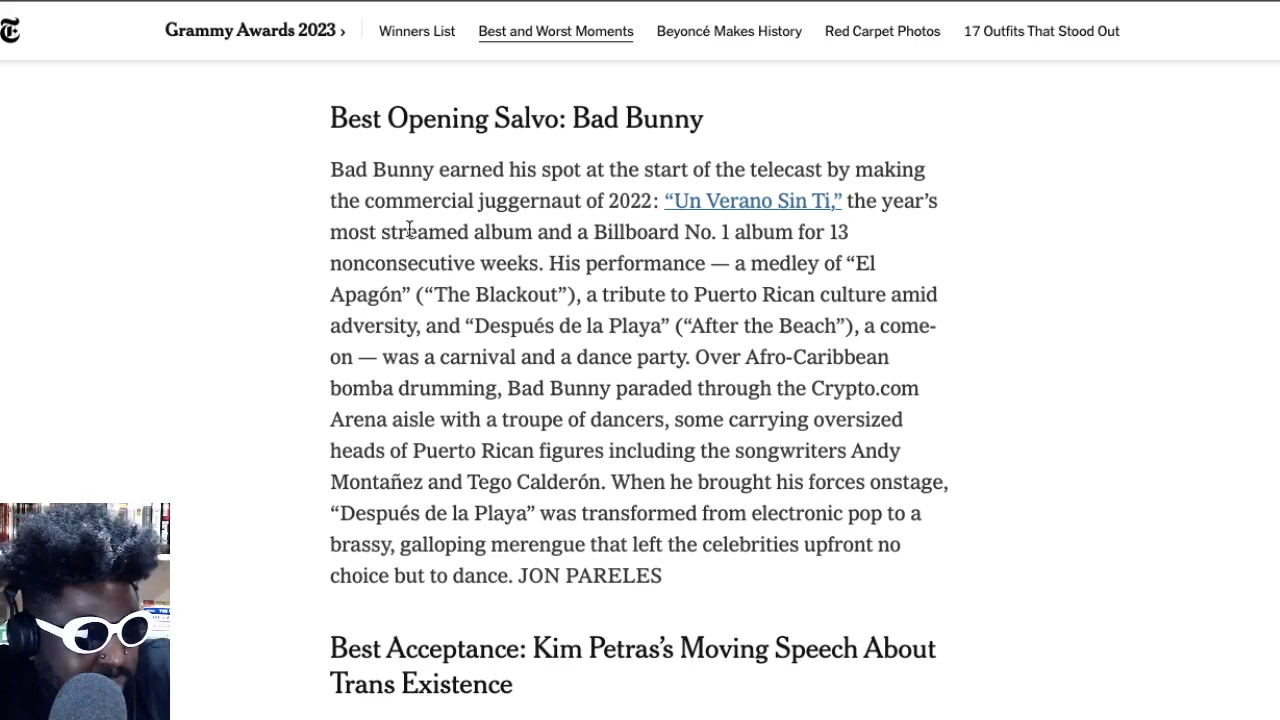 Grammy Awards 2023 › Winners List Best and Worst Moments Beyoncé Makes History Red Carpet Photos 17 Outfits That Stood Out
Best Opening Salvo: Bad Bunny
Bad Bunny earned his spot at the start of the telecast by making
the commercial juggernaut of 2022: “Un Verano Sin Ti,” the year’s
most streamed album and a Billboard No. 1 album for 13
nonconsecutive weeks. His performance — a medley of “El
Apagón” (“The Blackout”), a tribute to Puerto Rican culture amid
adversity, and “Después de la Playa” (“After the Beach”), a come-
on — was a carnival and a dance party. Over Afro-Caribbean
bomba drumming, Bad Bunny paraded through the Crypto.com
Arena aisle with a troupe of dancers, some carrying oversized
heads of Puerto Rican figures including the songwriters Andy
Montañez and Tego Calderón. When he brought his forces onstage,
“Después de la Playa” was transformed from electronic pop to a
brassy, galloping merengue that left the celebrities upfront no
choice but to dance. JON PARELES
Best Acceptance: Kim Petras’s Moving Speech About
Trans Existence